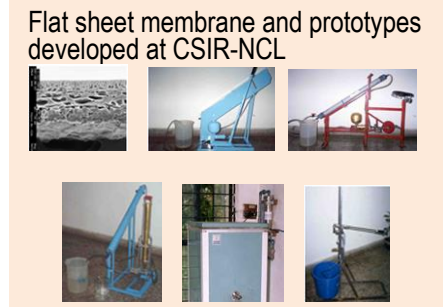 Flat sheet membrane and prototypes
developed at CSIR-NCL